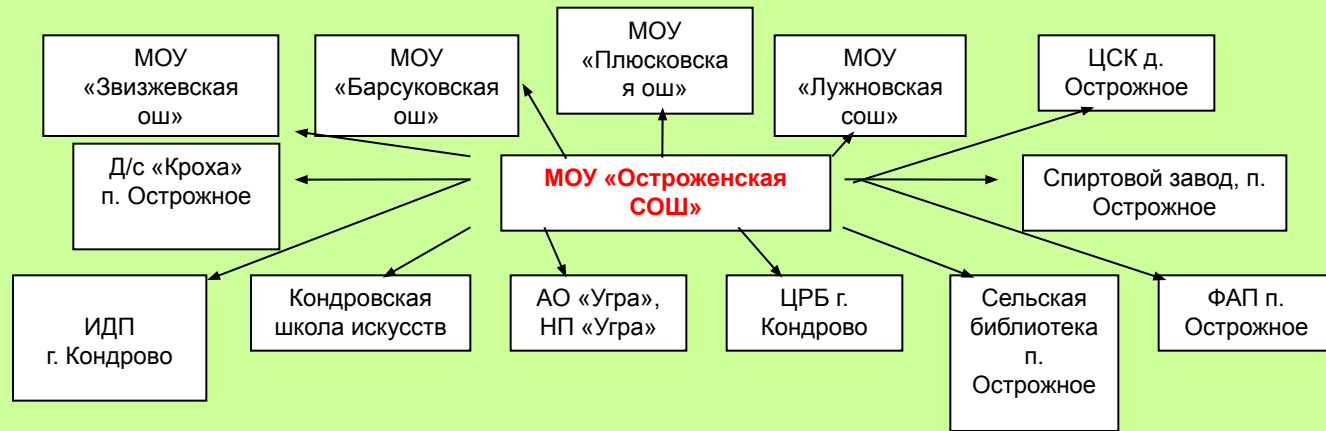 МОУ
«Звизжевская
ош»
МОУ
«Барсуковская
ош»
МОУ
«Плюсковска
я ош»
МОУ
«Лужновская
сош»
ЦСК д.
Острожное
Д/с «Кроха»
п. Острожное
МОУ «Остроженская
СОШ»
Спиртовой завод, п.
Острожное
ИДП
г. Кондрово
Кондровская
школа искусств
АО «Угра»,
НП «Угра»
ЦРБ г.
Кондрово
Сельская
библиотека
п.
Острожное
ФАП п.
Острожное